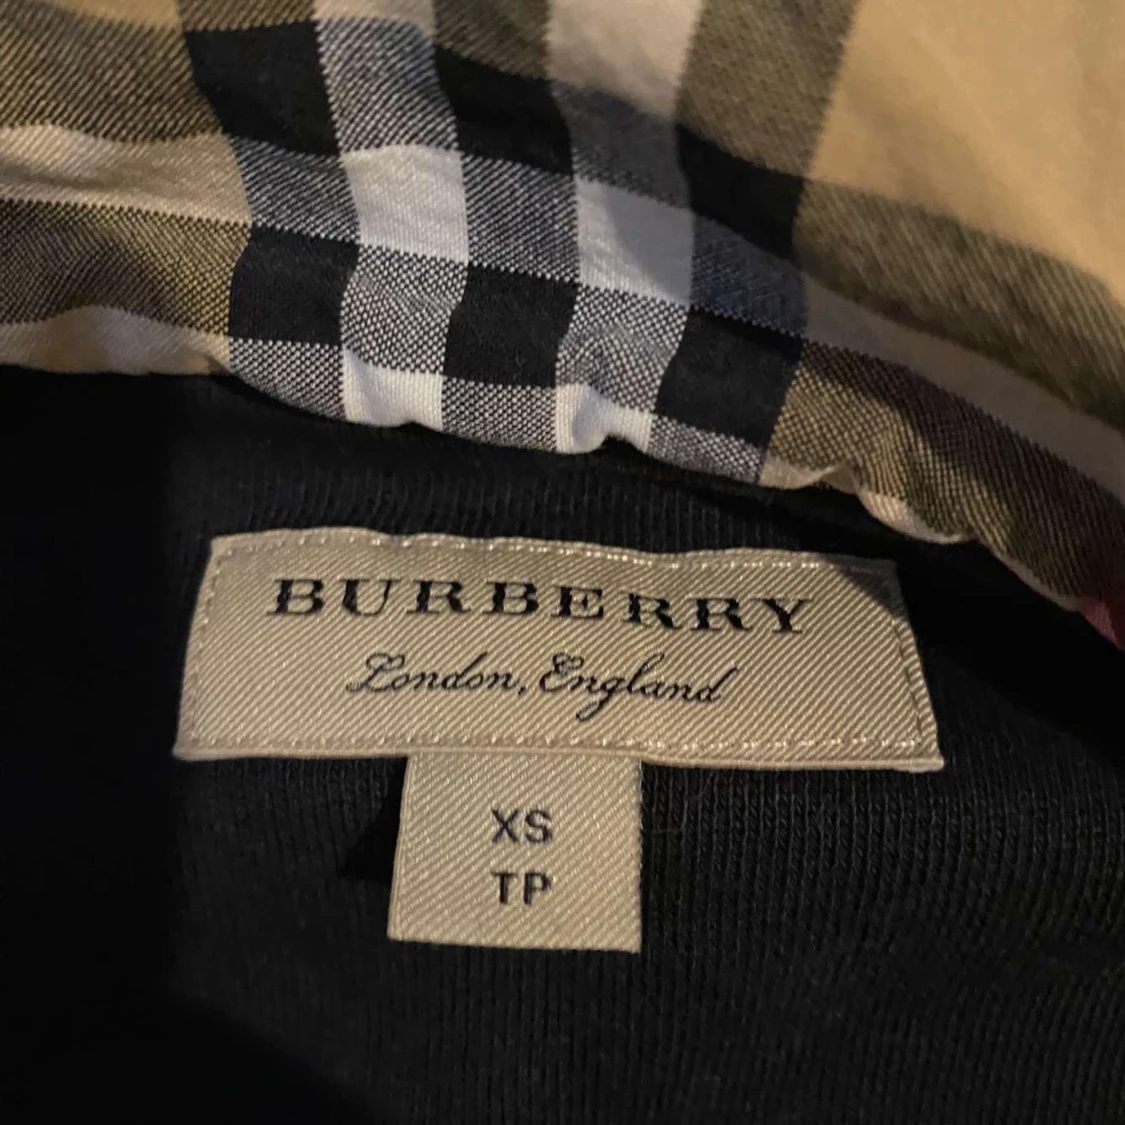 BURBERRY
London, England
XS
TP